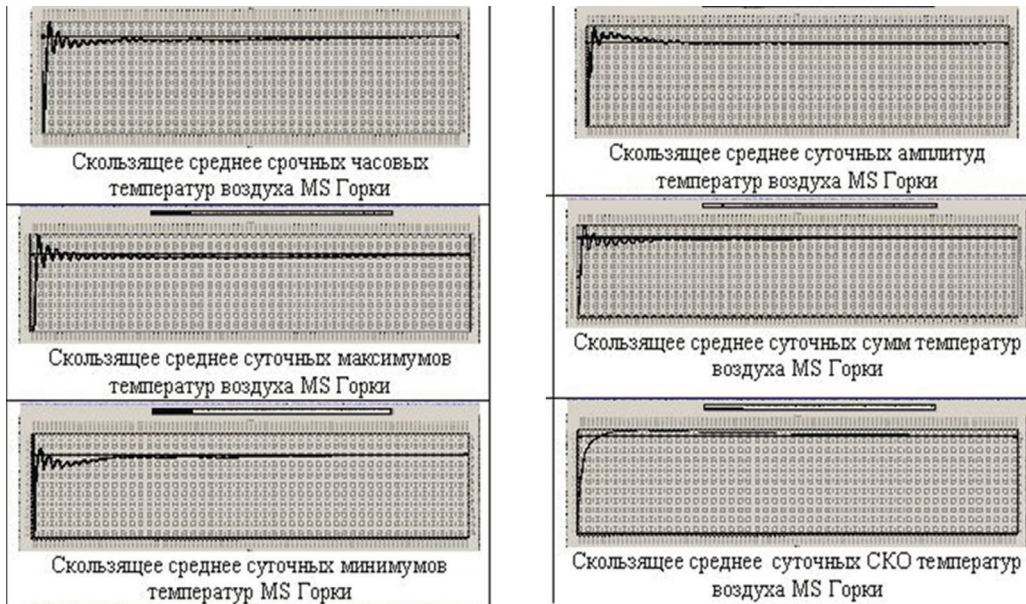 Скользящее среднее срочных часовых
температур воздуха MS Горки
Скользящее среднее суточных амплитуд
температур воздуха MS Горки
Скользящее среднее суточных максимумов
температур воздуха MS Горки
Скользящее среднее суточных сумм температур
воздуха MS Горки
Скользящее среднее суточных минимумов
температур MS Горки
Скользящее среднее суточных СКО температур
воздуха MS Горки